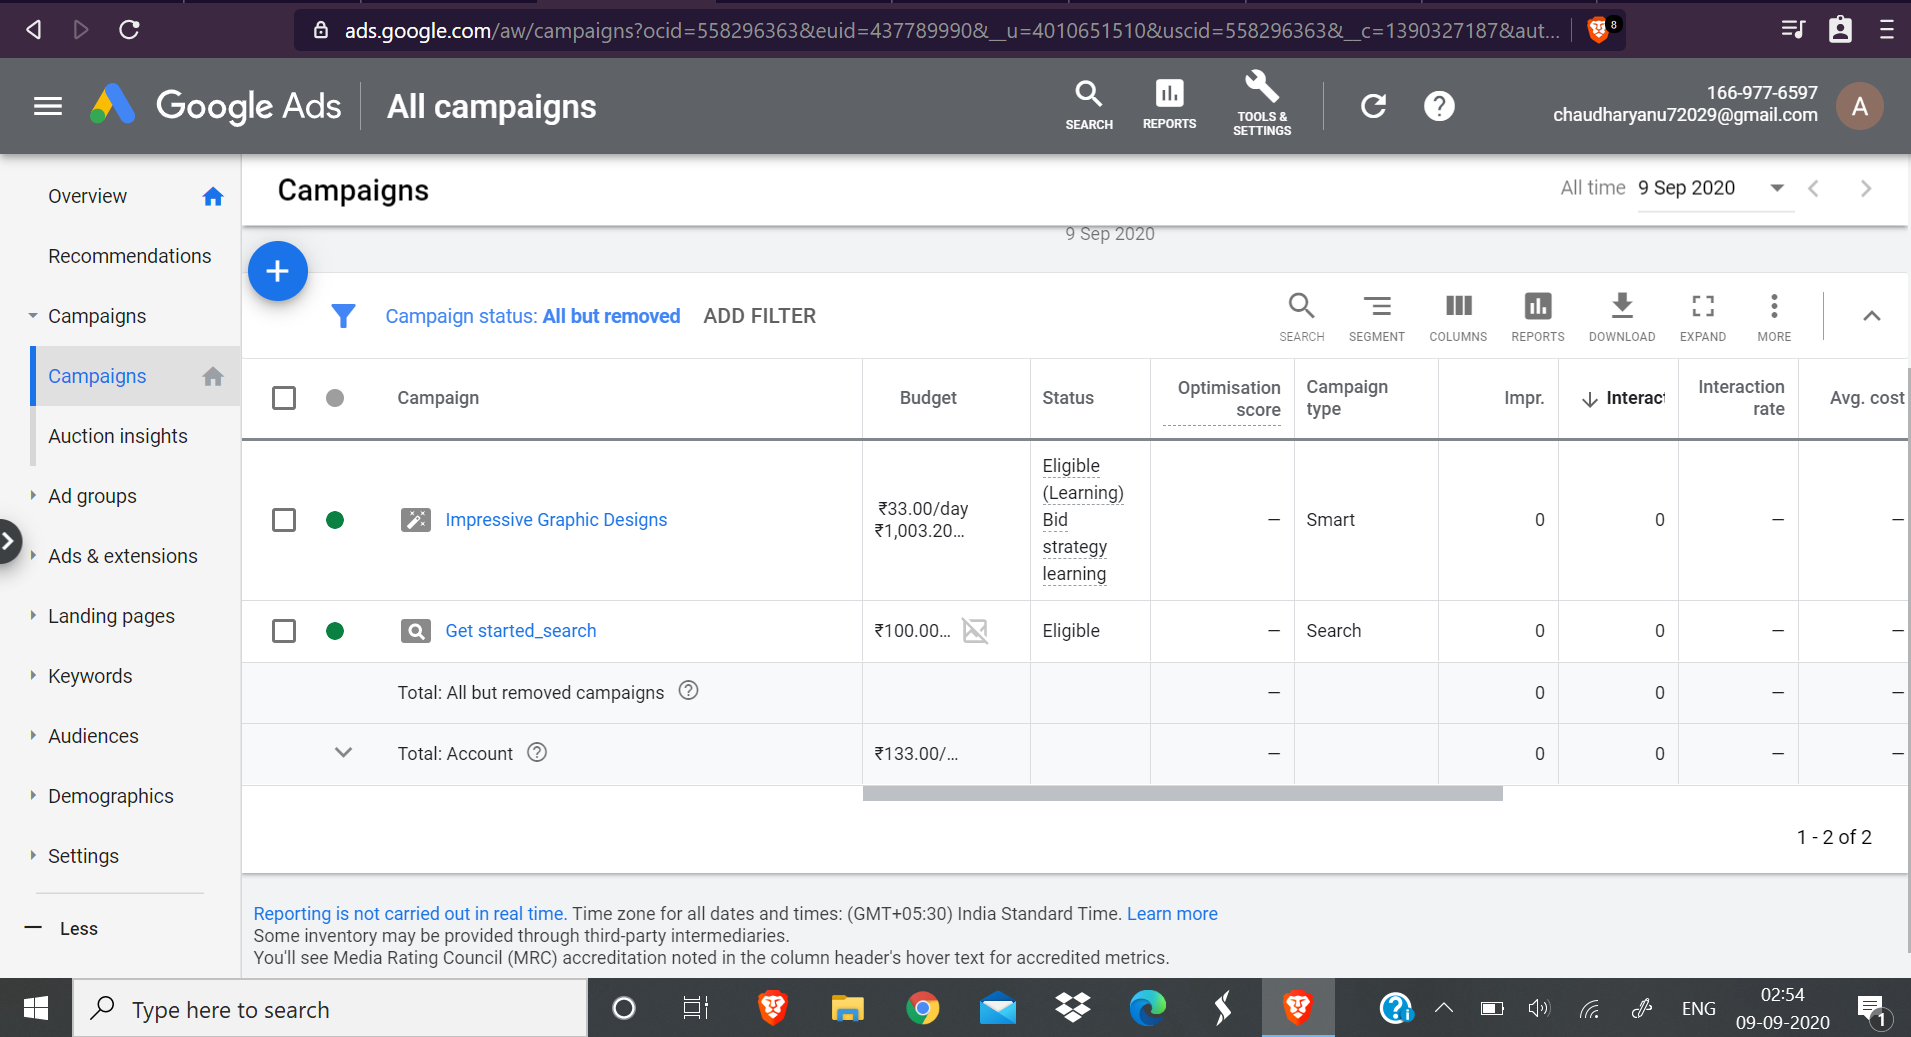 ads.google.com/aw/campaigns?ocid=558296363&euid=437789990&__u=4010651510&uscid=558296363&__c=1390327187&aut...
8
Google Ads
All campaigns
SEARCH
REPORTS
TOOLS &
SETTINGS
166-977-6597
chaudharyanu72029@gmail.com
A
Overview
Recommendations
Campaigns
Campaigns
Auction insights
Ad groups
Ads & extensions
Landing pages
Keywords
Audiences
Demographics
Settings
Less
Campaigns
All time 9 Sep 2020
9 Sep 2020
Campaign status: All but removed ADD FILTER
SEARCH
SEGMENT
COLUMNS
REPORTS
DOWNLOAD
EXPAND
MORE
Campaign
Budget
Status
Optimisation
score
Campaign
type
Impr.
Interact
Interaction
rate
Avg. cost
Impressive Graphic Designs
₹33.00/day
₹1,003.20...
Eligible
(Learning)
Bid
strategy
learning
—
Smart
0
0
—
—
Get started_search
₹100.00...
Eligible
—
Search
0
0
—
—
Total: All but removed campaigns
—
0
0
—
—
Total: Account
₹133.00/...
—
0
0
—
—
1 - 2 of 2
Reporting is not carried out in real time. Time zone for all dates and times: (GMT+05:30) India Standard Time. Learn more
Some inventory may be provided through third-party intermediaries.
You'll see Media Rating Council (MRC) accreditation noted in the column header's hover text for accredited metrics.
Type here to search
ENG
02:54
09-09-2020
1